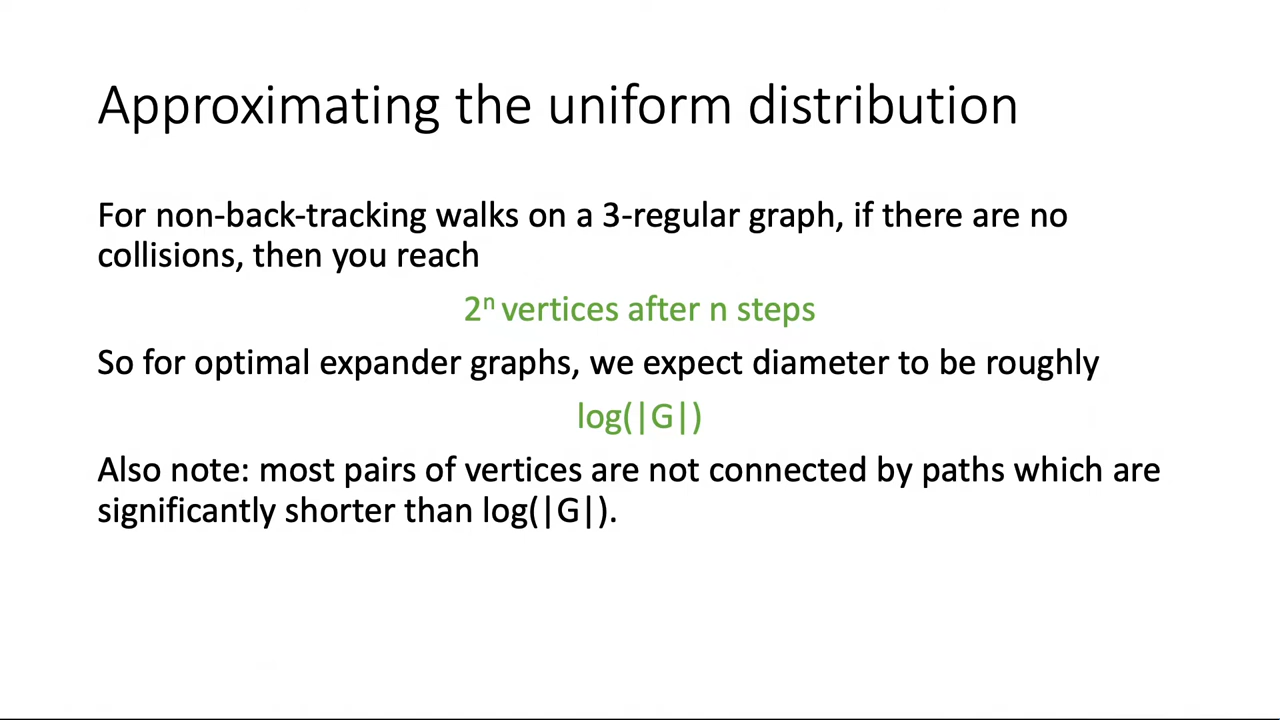 Approximating the uniform distribution
For non-back-tracking walks on a 3-regular graph, if there are no
collisions, then you reach
2ⁿ vertices after n steps
So for optimal expander graphs, we expect diameter to be roughly
log(|G|)
Also note: most pairs of vertices are not connected by paths which are
significantly shorter than log(|G|).